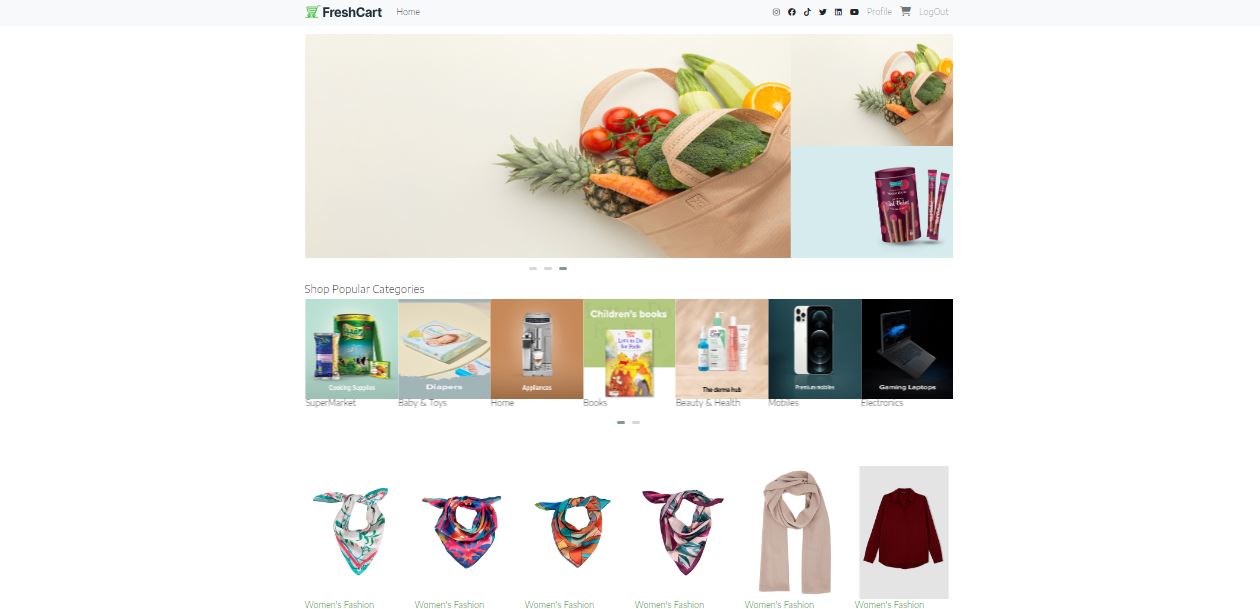 FreshCart Home Profile LogOut
Shop Popular Categories
Children's books
Cooking Supplies Diapers Appliances The derma hub Premium mobiles Gaming Laptops
SuperMarket Baby & Toys Home Books Beauty & Health Mobiles Electronics
Women's Fashion Women's Fashion Women's Fashion Women's Fashion Women's Fashion Women's Fashion